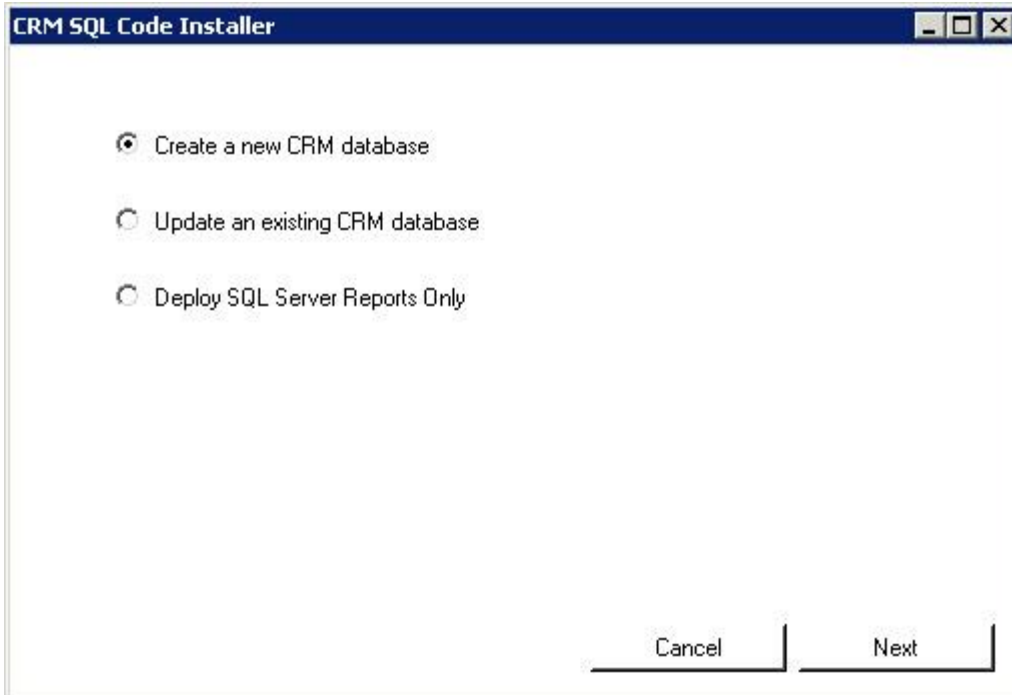 CRM SQL Code Installer
Create a new CRM database
Update an existing CRM database
Deploy SQL Server Reports Only
Cancel Next